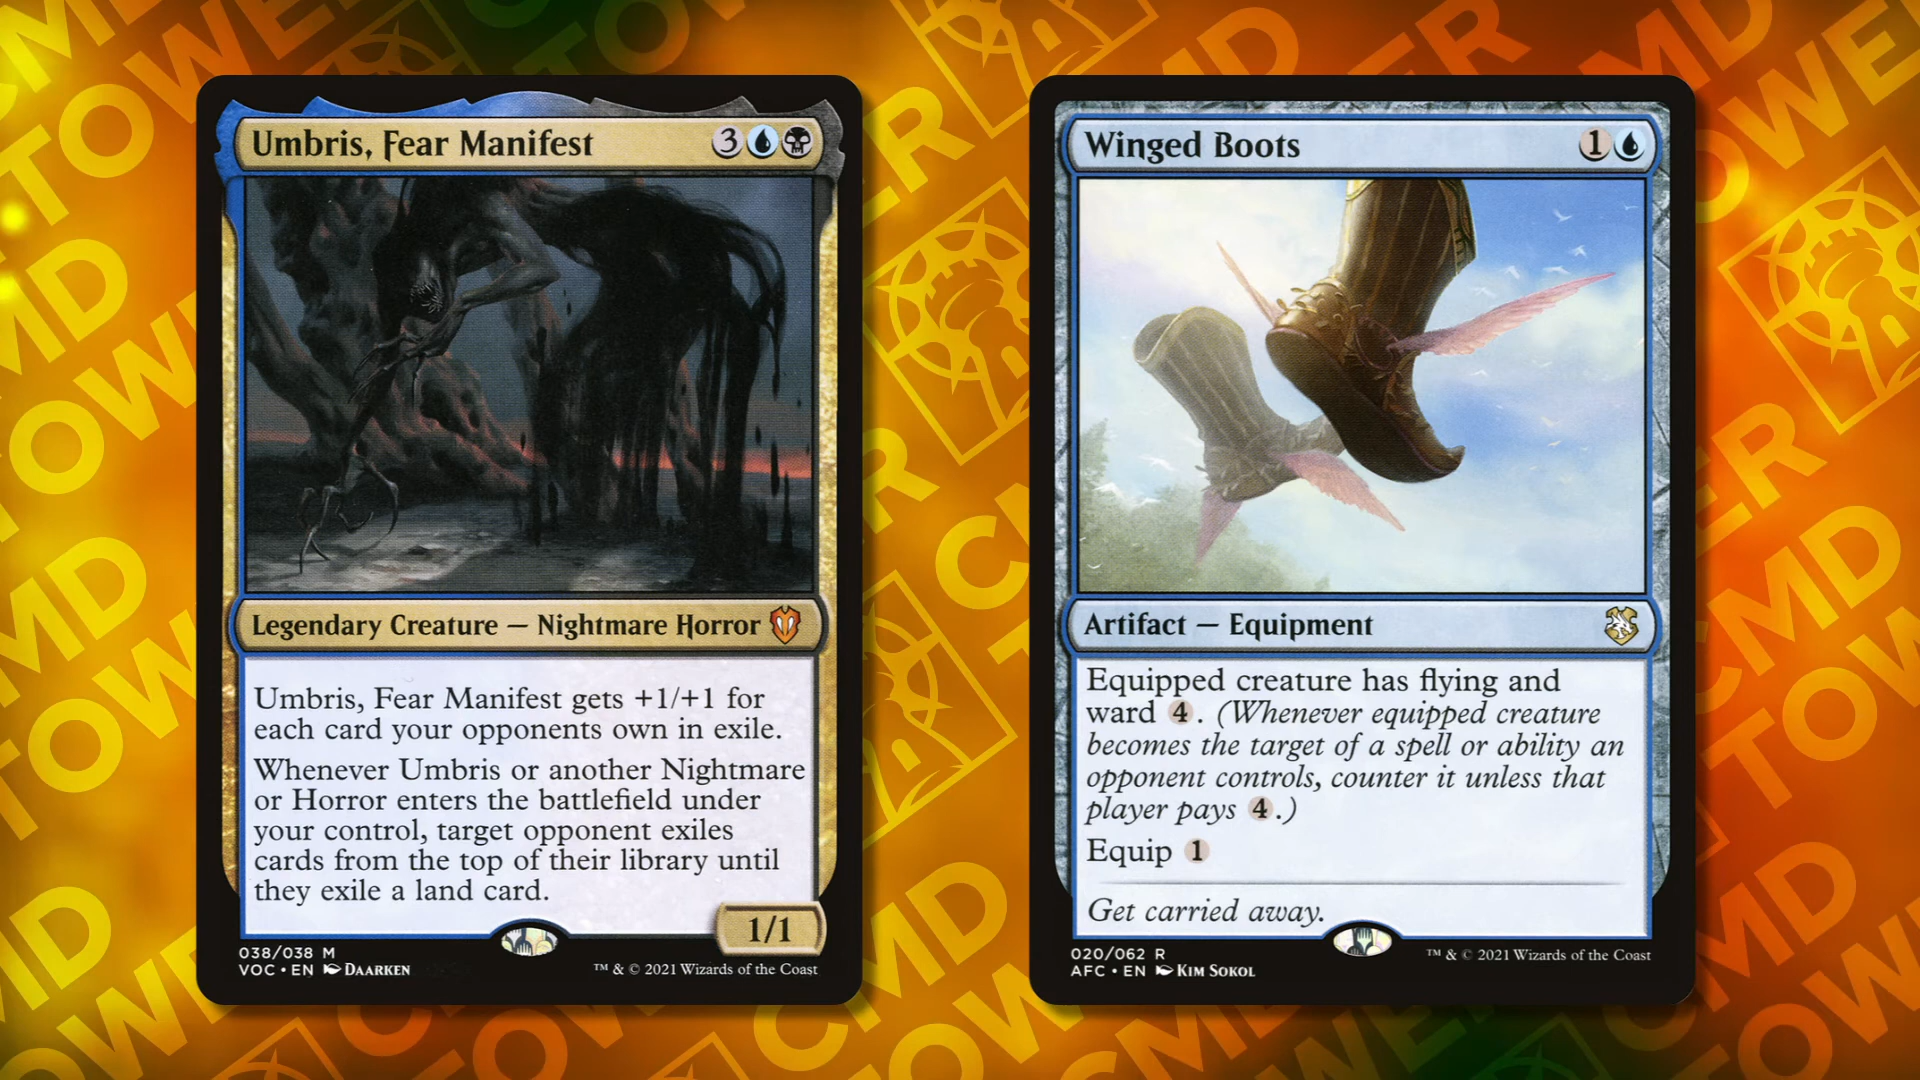 Umbris, Fear Manifest
3
Legendary Creature — Nightmare Horror
Umbris, Fear Manifest gets +1/+1 for
each card your opponents own in exile.
Whenever Umbris or another Nightmare
or Horror enters the battlefield under
your control, target opponent exiles
cards from the top of their library until
they exile a land card.
1/1
038/038 M
VOC • EN DAARKEN
™ & © 2021 Wizards of the Coast
Winged Boots
1
Artifact — Equipment
Equipped creature has flying and
ward 4. (Whenever equipped creature
becomes the target of a spell or ability an
opponent controls, counter it unless that
player pays 4.)
Equip 1
Get carried away.
020/062 R
AFC • EN KIM SOKOL
™ & © 2021 Wizards of the Coast
CMD
TOWER